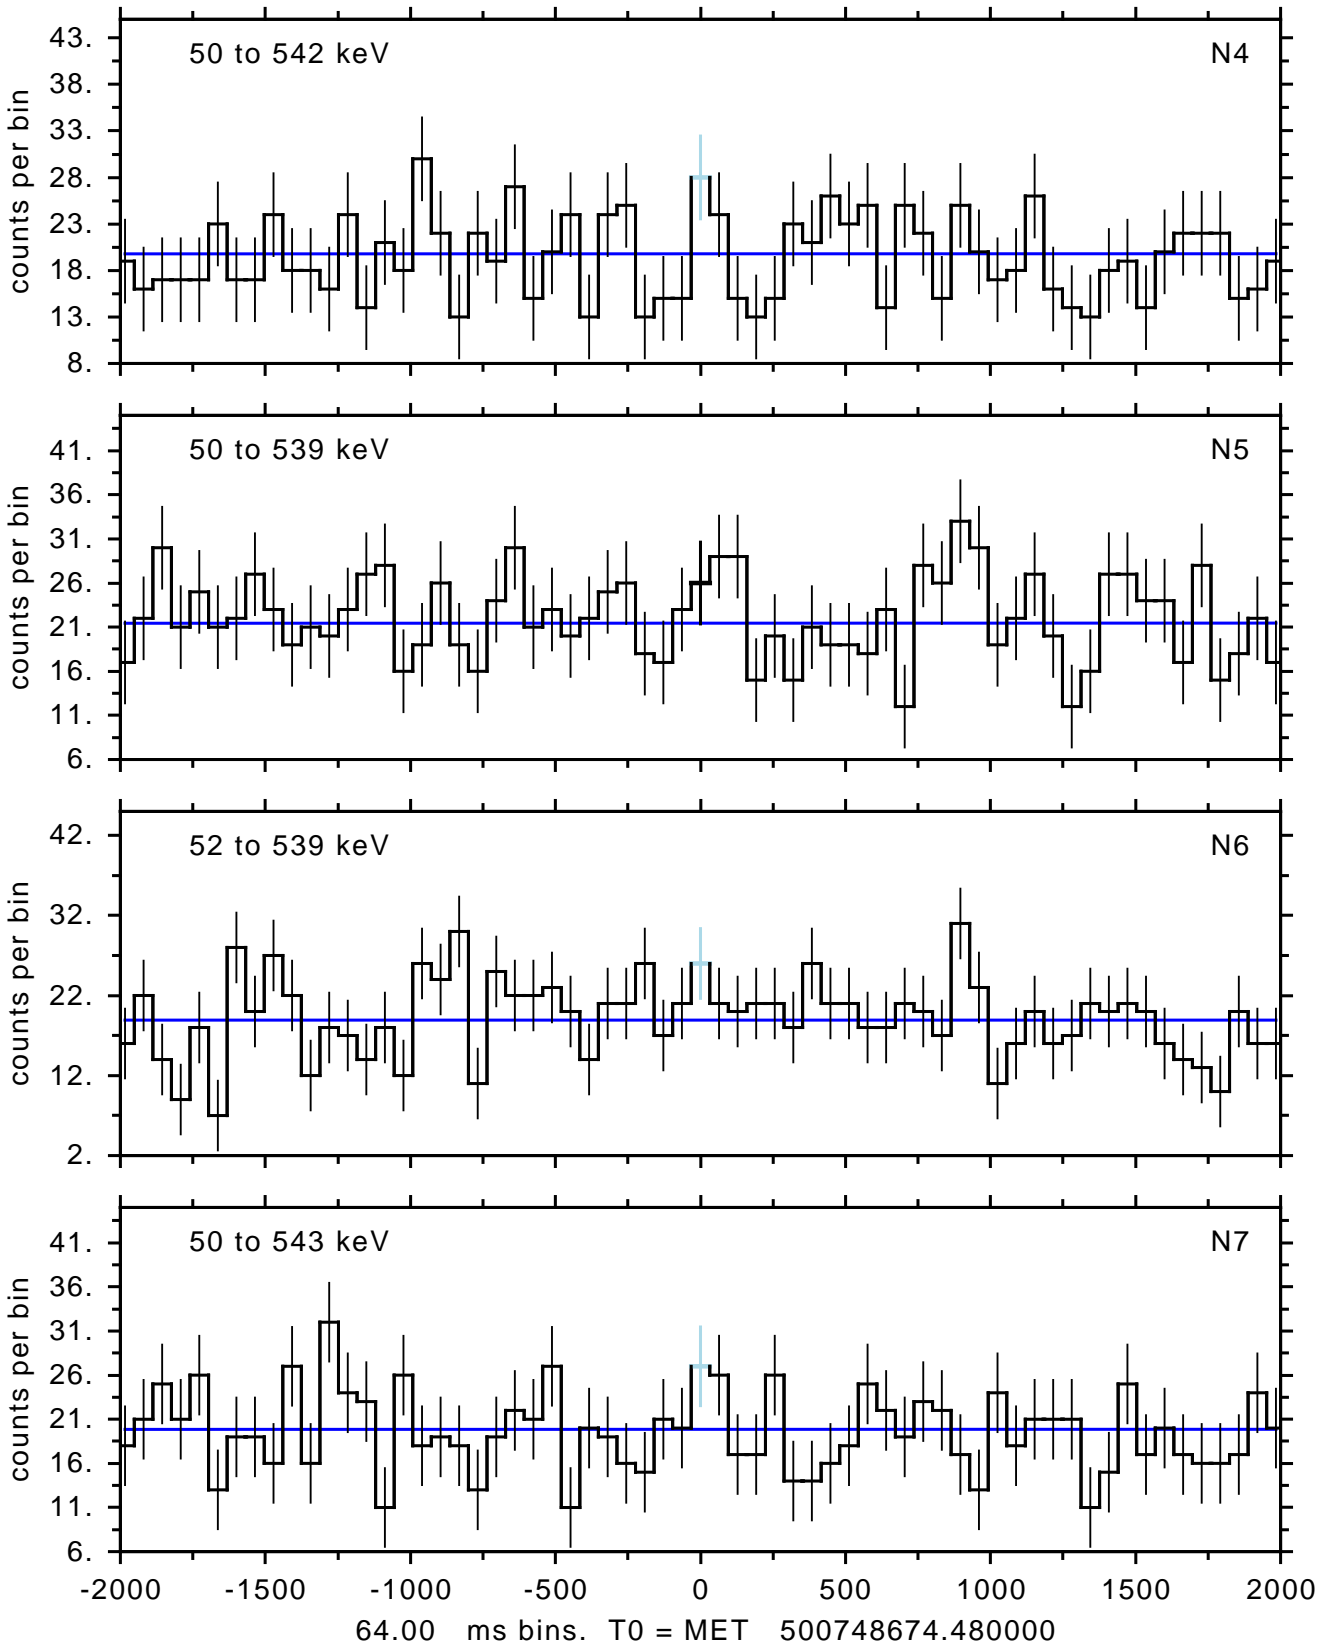 50 to 542 keV N4
43.
38.
33.
28.
23.
18.
13.
8.
counts per bin
50 to 539 keV N5
41.
36.
31.
26.
21.
16.
11.
6.
counts per bin
52 to 539 keV N6
42.
32.
22.
12.
2.
counts per bin
50 to 543 keV N7
41.
36.
31.
26.
21.
16.
11.
6.
counts per bin
-2000 -1500 -1000 -500 0 500 1000 1500 2000
64.00 ms bins. T0 = MET 500748674.480000